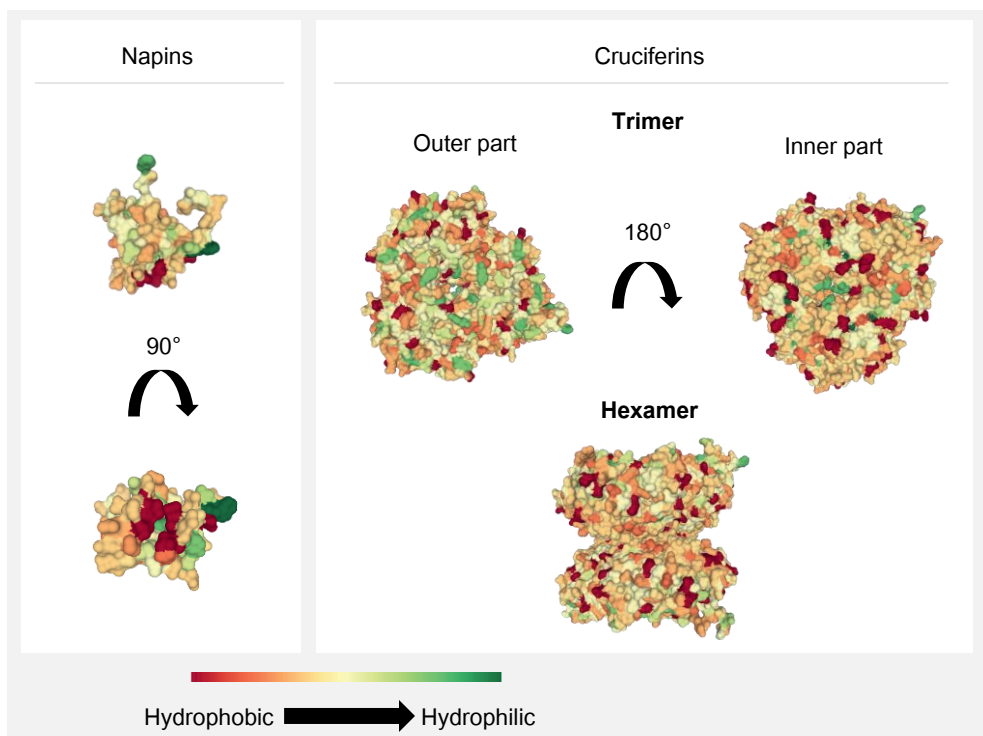 Napins
90°
Cruciferins
Trimer
Outer part
Inner part
180°
Hexamer
Hydrophobic
Hydrophilic